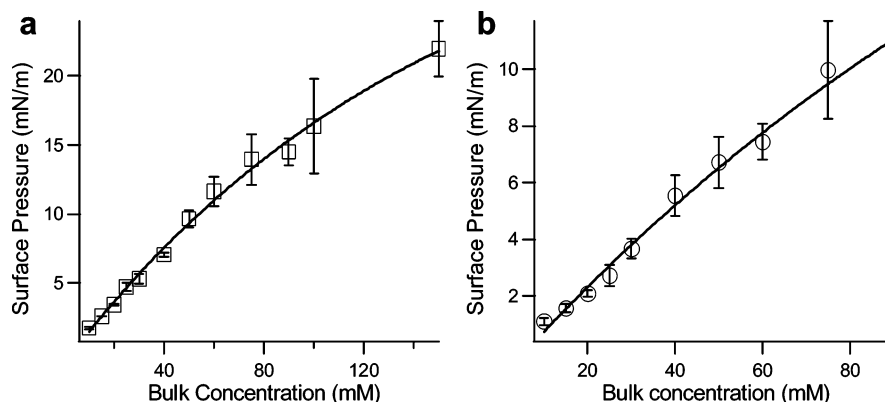 a
20
15
10
5
Surface Pressure (mN/m)
40
80
120
Bulk Concentration (mM)
b
10
8
6
4
2
Surface Pressure (mN/m)
20
40
60
80
Bulk concentration (mM)